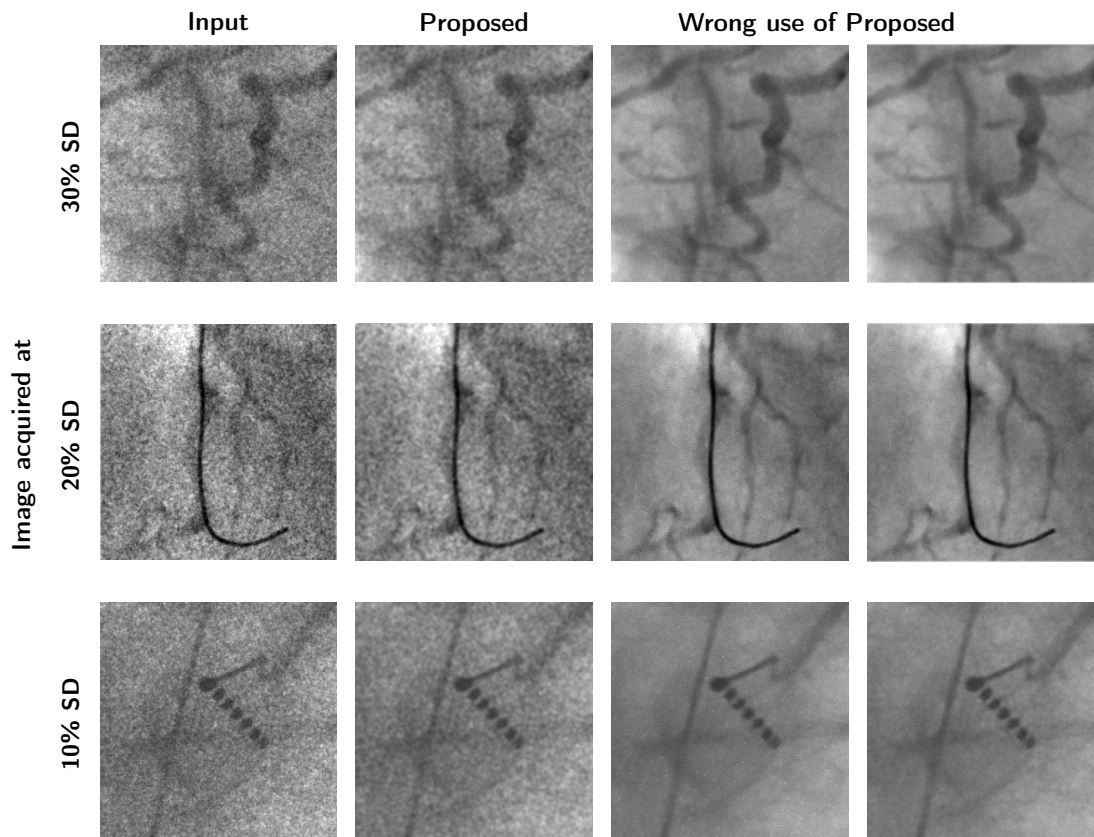 Input
Proposed
Wrong use of Proposed
Image acquired at
30% SD
20% SD
10% SD